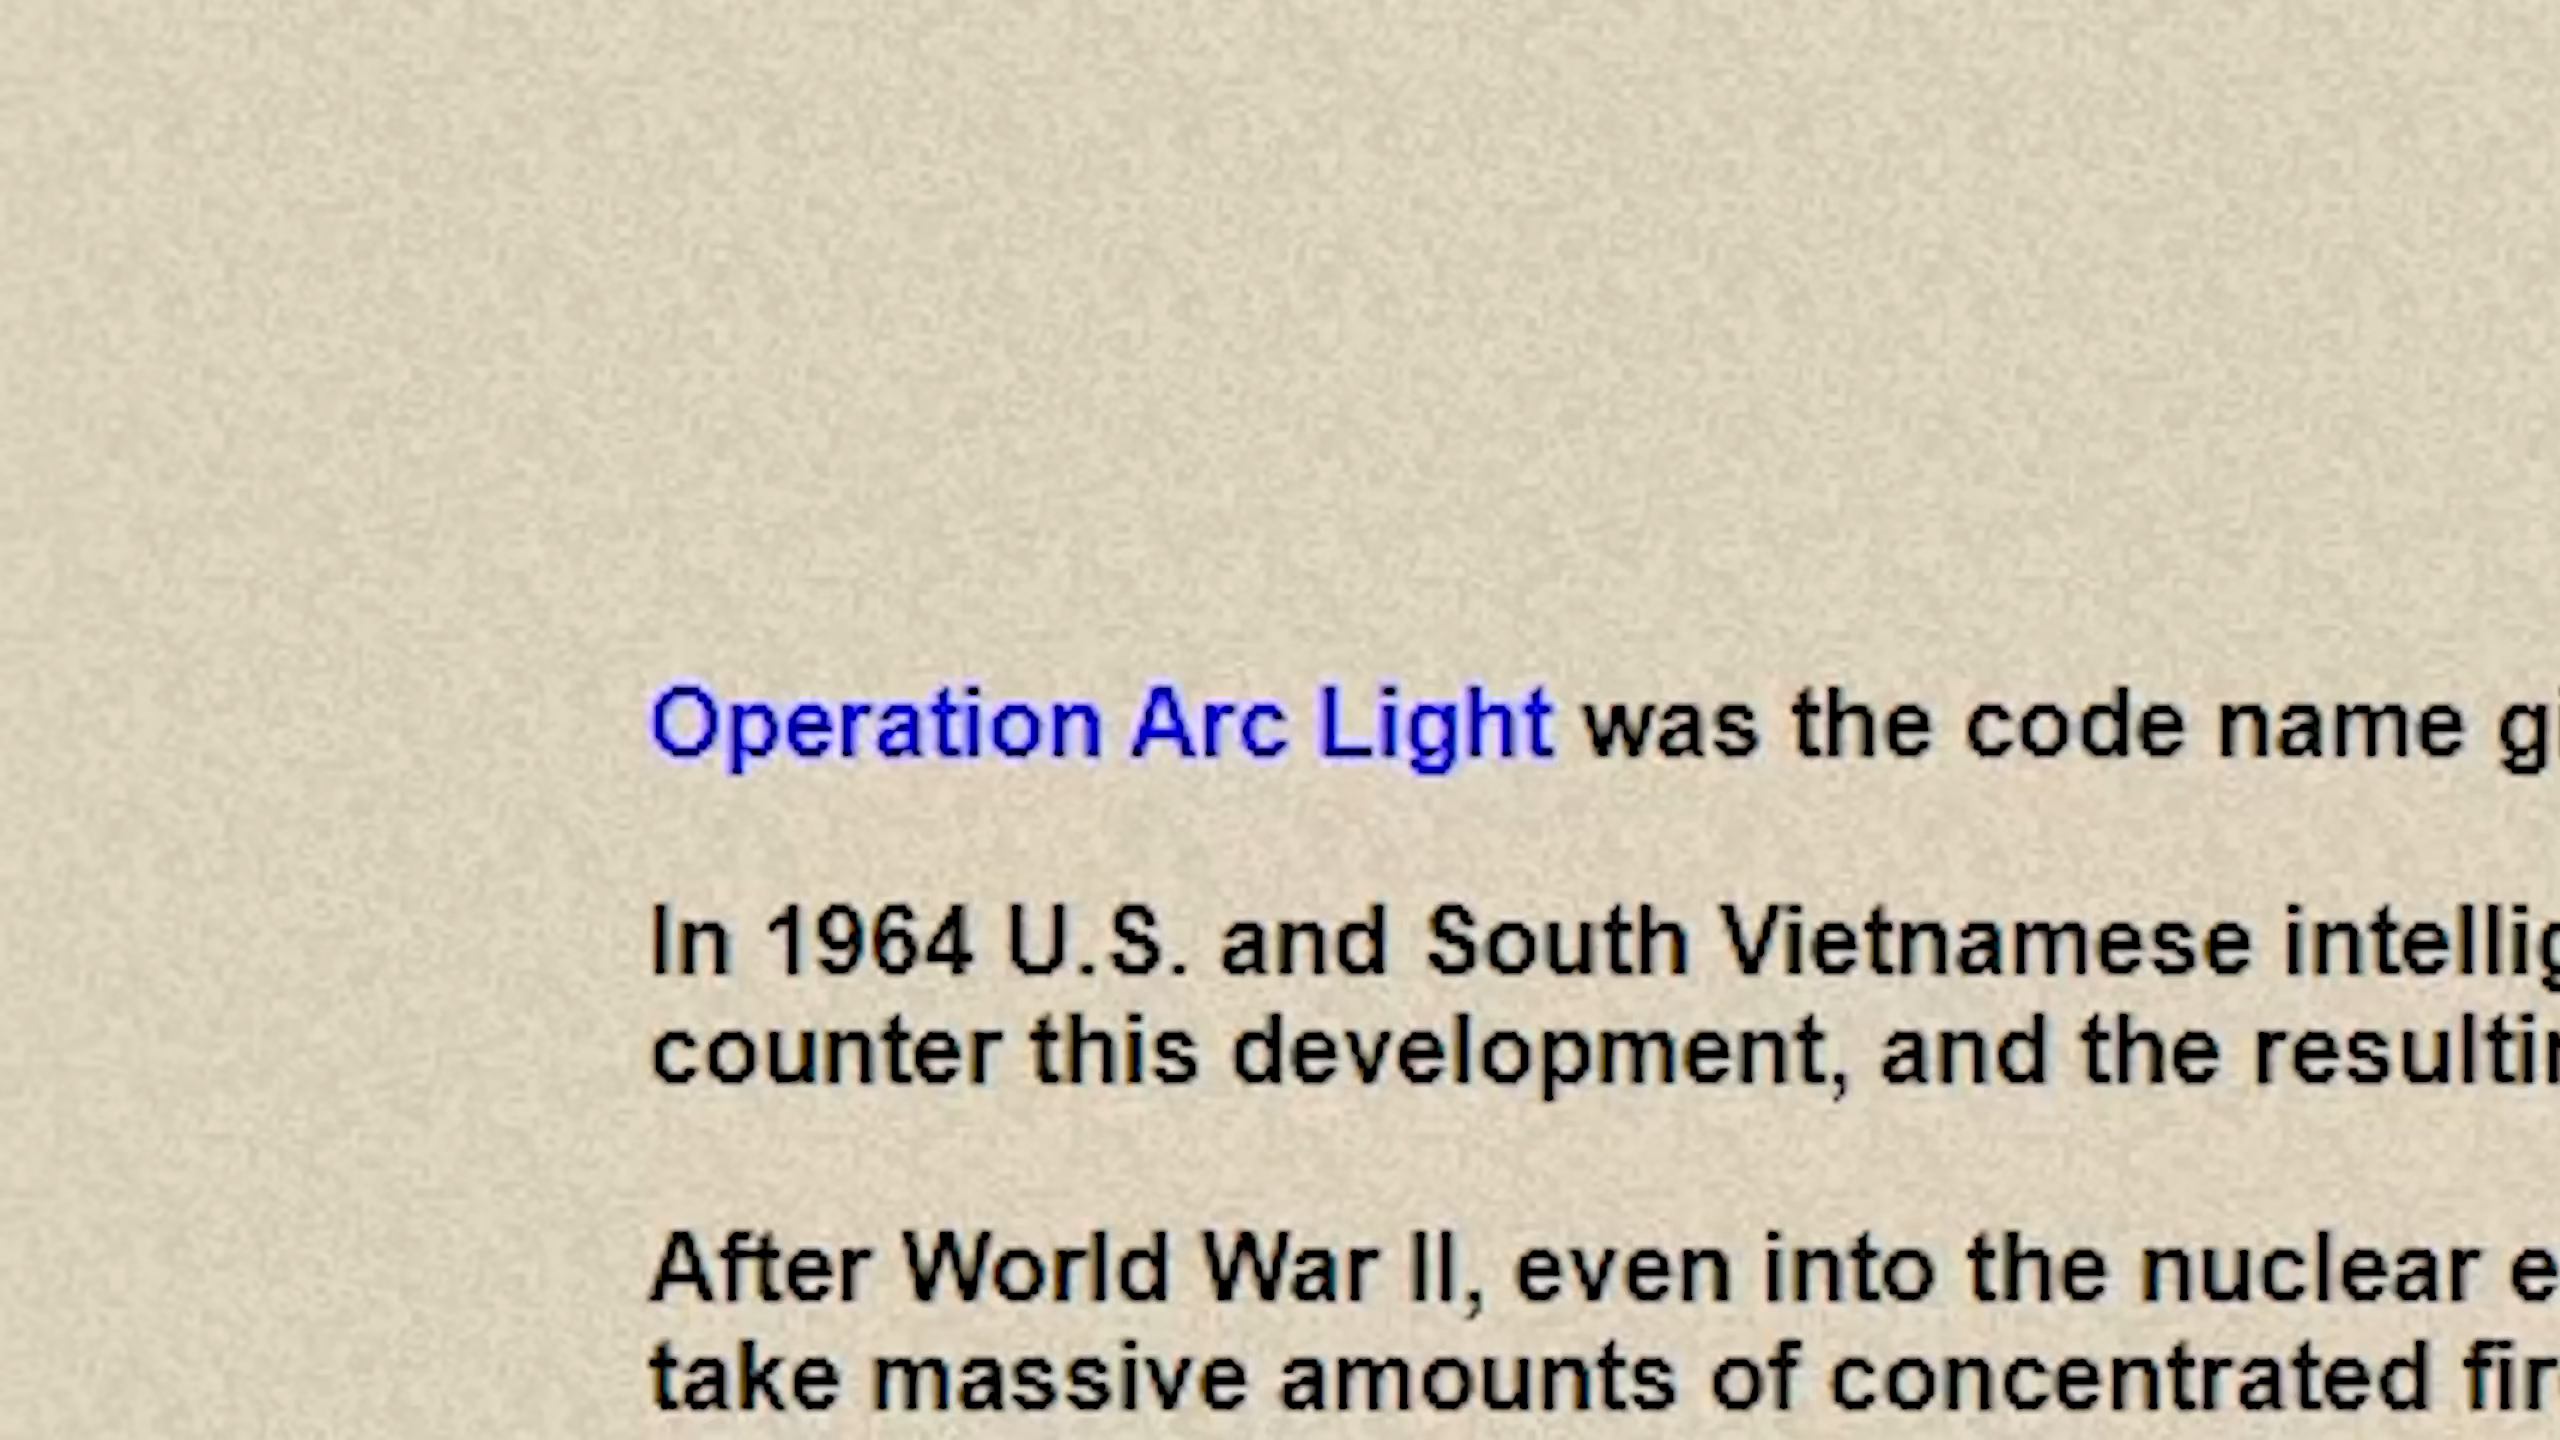 Operation Arc Light was the code name
In 1964 U.S. and South Vietnamese
counter this development, and the
After World War II, even into the nuclear
take massive amounts of concentrated